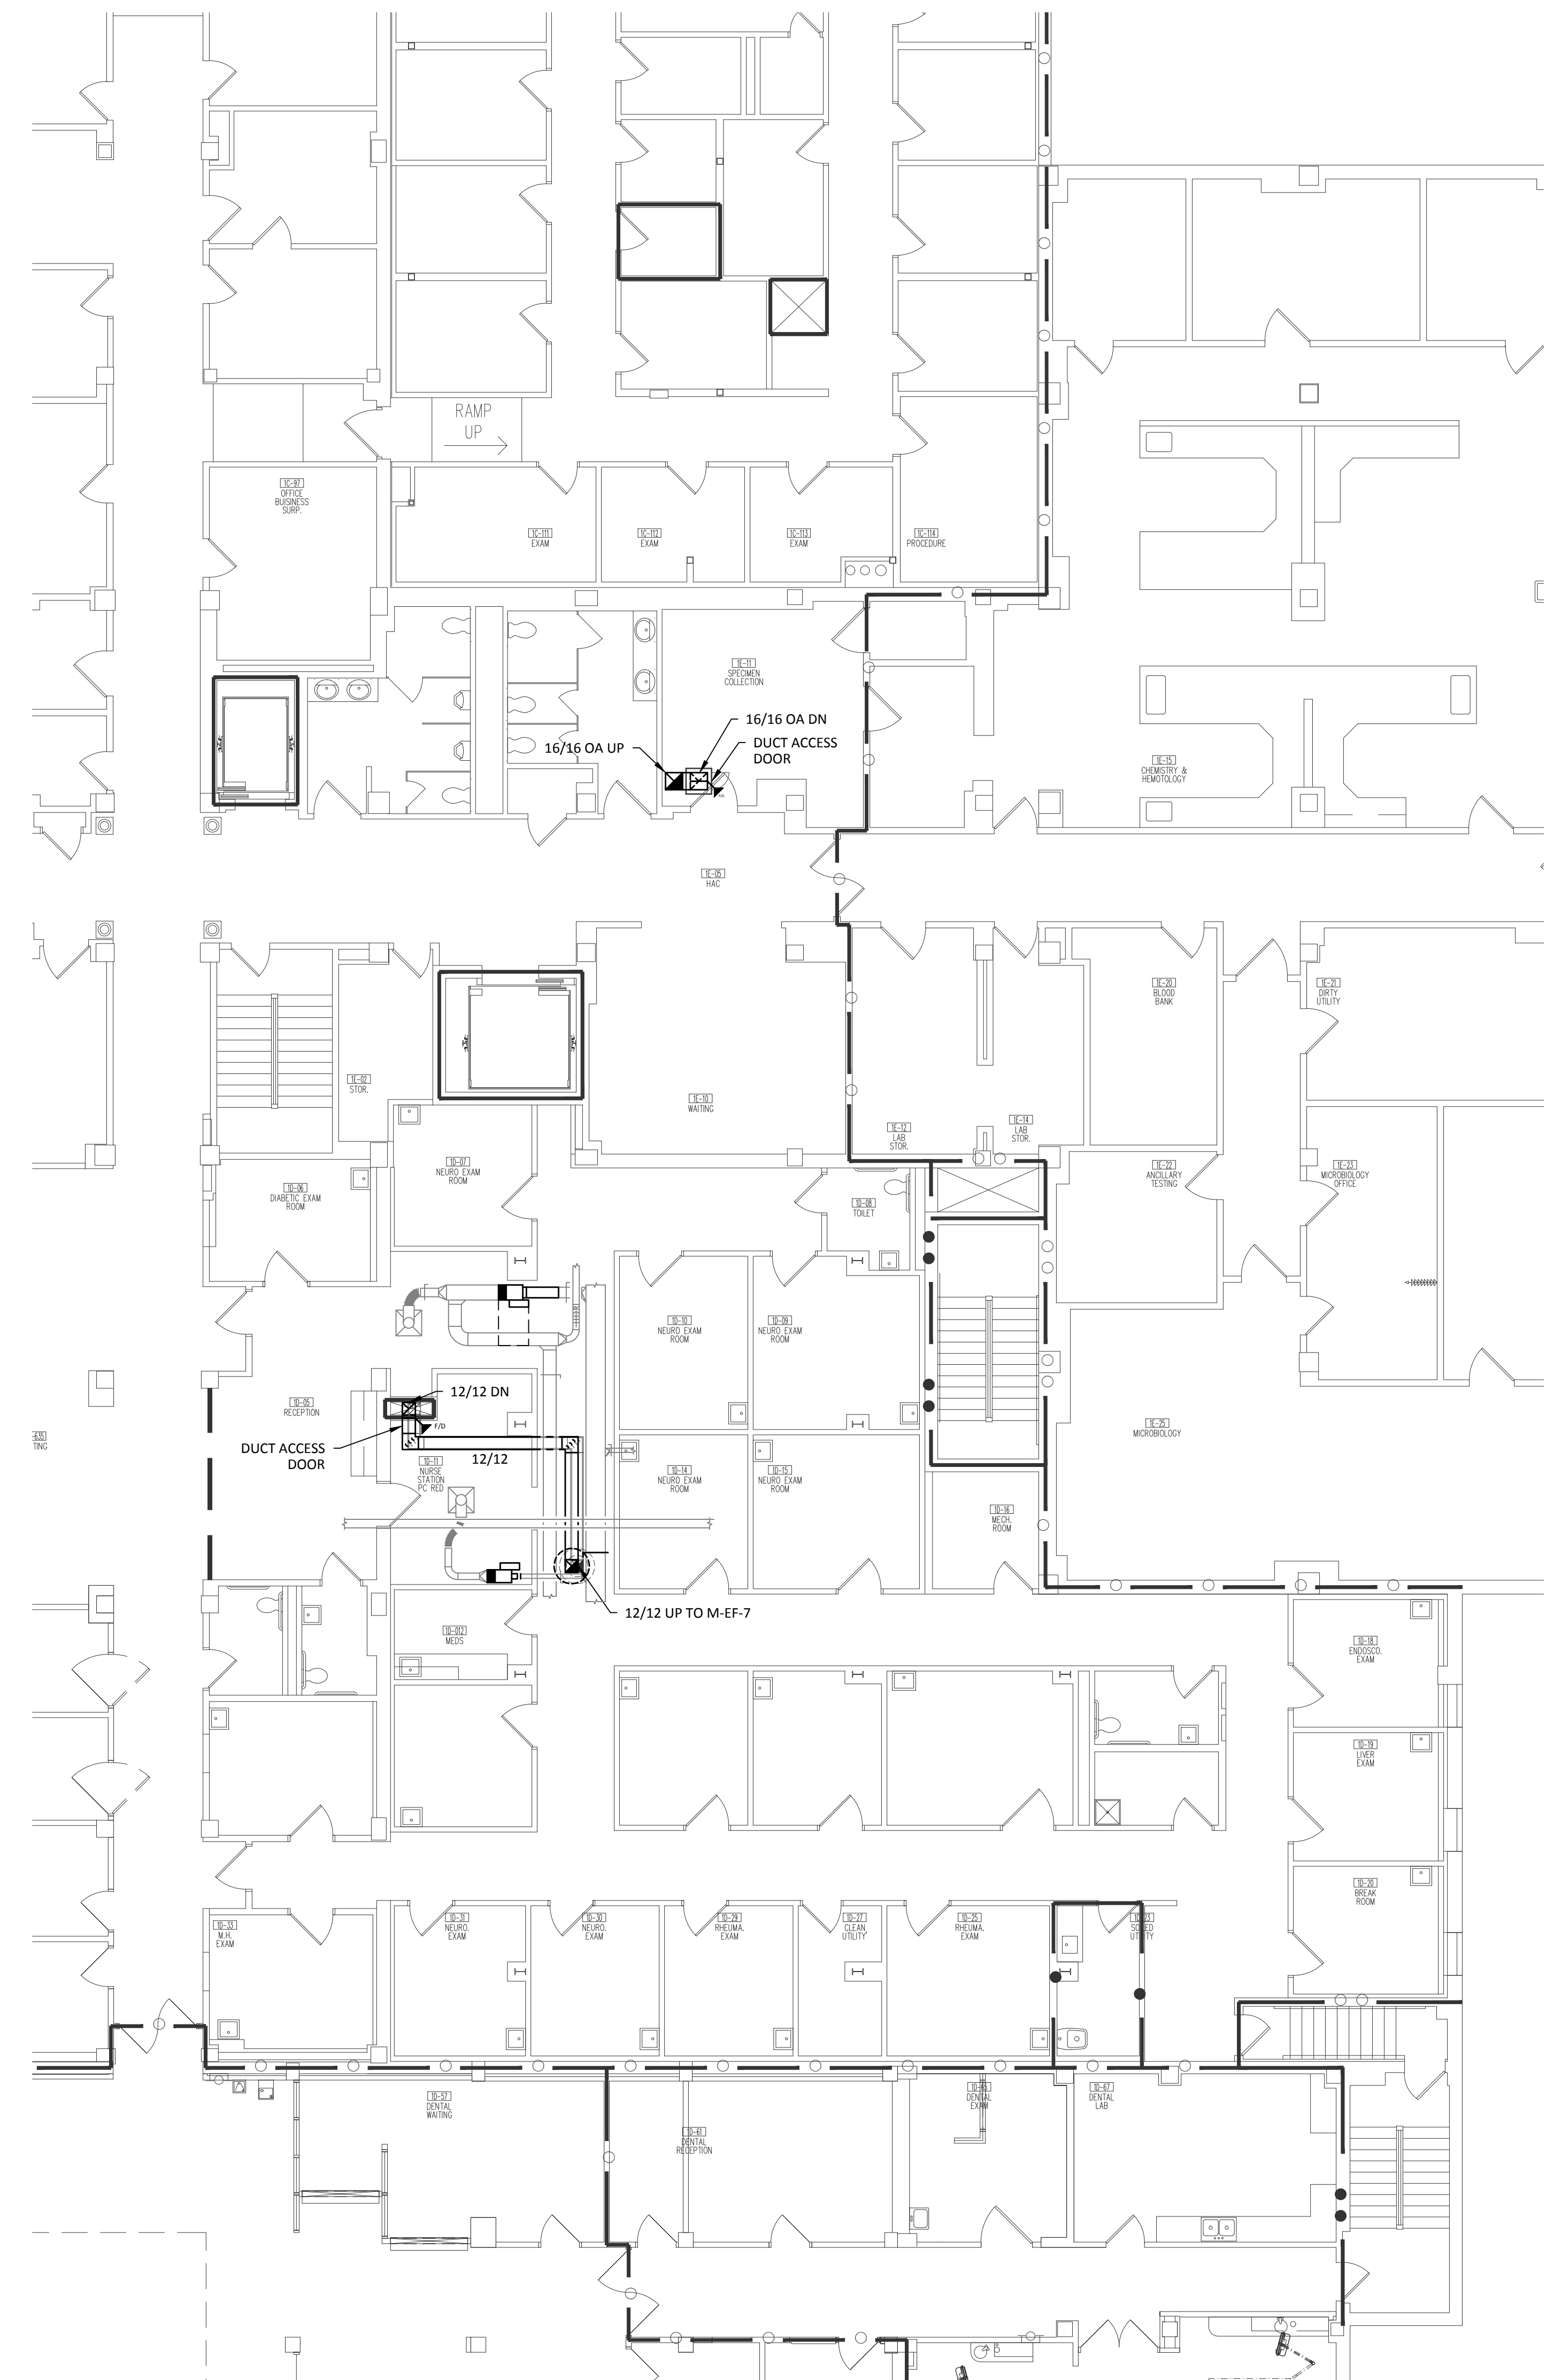 RAMP
UP
1C-97
OFFICE
BUISINESS
SURP.
1C-111
EXAM
1C-112
EXAM
1C-113
EXAM
1C-114
PROCEDURE
1E-11
SPECIMEN
COLLECTION
16/16 OA DN
16/16 OA UP
DUCT ACCESS
DOOR
1E-15
CHEMISTRY &
HEMOTOLOGY
1E-05
HAC
1E-20
BLOOD
BANK
1E-21
DIRTY
UTILITY
1E-02
STOR.
1E-10
WAITING
1E-12
LAB
STOR.
1E-14
LAB
STOR.
1D-07
NEURO EXAM
ROOM
1D-06
DIABETIC EXAM
ROOM
1E-22
ANCILLARY
TESTING
1E-23
MICROBIOLOGY
OFFICE
1D-08
TOILET
1D-10
NEURO EXAM
ROOM
1D-09
NEURO EXAM
ROOM
12/12 DN
1D-05
RECEPTION
F/D
-635
TING
1E-25
MICROBIOLOGY
DUCT ACCESS
DOOR
12/12
1D-11
NURSE
STATION
PC RED
1D-14
NEURO EXAM
ROOM
1D-15
NEURO EXAM
ROOM
1D-16
MECH.
ROOM
12/12 UP TO M-EF-7
1D-012
MEDS
1D-18
ENDOSCO.
EXAM
1D-19
LIVER
EXAM
1D-20
BREAK
ROOM
1D-33
M.H.
EXAM
1D-31
NEURO.
EXAM
1D-30
NEURO.
EXAM
1D-29
RHEUMA.
EXAM
1D-27
CLEAN
UTILITY
1D-25
RHEUMA.
EXAM
1D-23
SOILED
UTILITY
1D-57
DENTAL
WAITING
1D-61
DENTAL
RECEPTION
1D-65
DENTAL
EXAM
1D-67
DENTAL
LAB